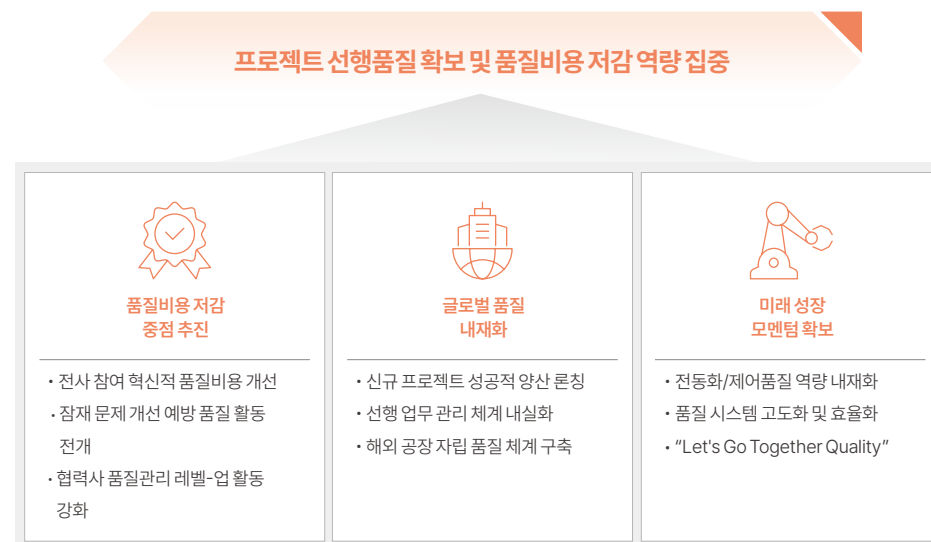 프로젝트 선행품질 확보 및 품질비용 저감 역량 집중
품질비용 저감
중점 추진
• 전사 참여 혁신적 품질비용 개선
• 잠재 문제 개선 예방 품질 활동
전개
• 협력사 품질관리 레벨-업 활동
강화
글로벌 품질
내재화
• 신규 프로젝트 성공적 양산 론칭
• 선행 업무 관리 체계 내실화
• 해외 공장 자립 품질 체계 구축
미래 성장
모멘텀 확보
• 전동화/제어품질 역량 내재화
• 품질 시스템 고도화 및 효율화
• “Let's Go Together Quality”